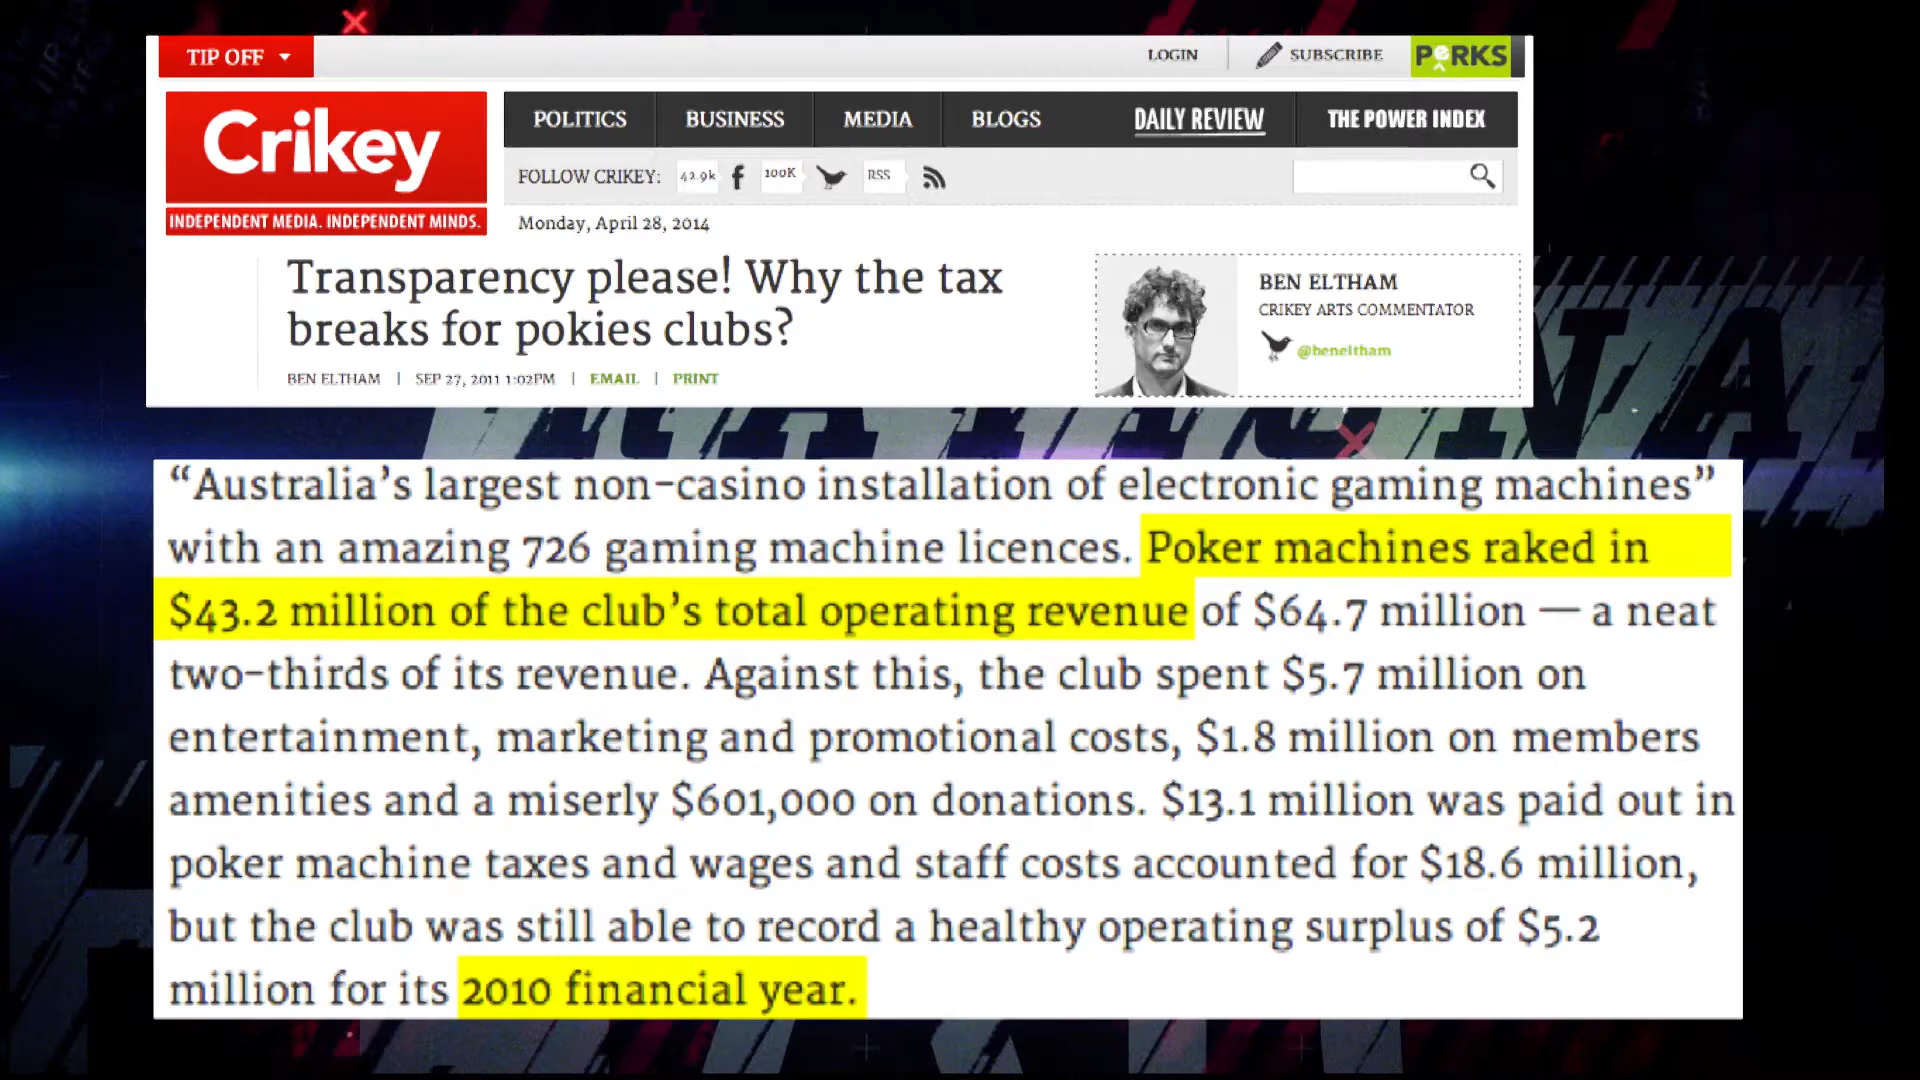 TIP OFF
LOGIN
SUBSCRIBE
PERKS
Crikey
INDEPENDENT MEDIA. INDEPENDENT MINDS.
POLITICS
BUSINESS
MEDIA
BLOGS
DAILY REVIEW
THE POWER INDEX
FOLLOW CRIKEY:
42.9k
100K
RSS
Monday, April 28, 2014
Transparency please! Why the tax
breaks for pokies clubs?
BEN ELTHAM | SEP 27, 2011 1:02PM | EMAIL | PRINT
BEN ELTHAM
CRIKEY ARTS COMMENTATOR
@beneltham
“Australia’s largest non-casino installation of electronic gaming machines”
with an amazing 726 gaming machine licences. Poker machines raked in
$43.2 million of the club’s total operating revenue of $64.7 million — a neat
two-thirds of its revenue. Against this, the club spent $5.7 million on
entertainment, marketing and promotional costs, $1.8 million on members
amenities and a miserly $601,000 on donations. $13.1 million was paid out in
poker machine taxes and wages and staff costs accounted for $18.6 million,
but the club was still able to record a healthy operating surplus of $5.2
million for its 2010 financial year.